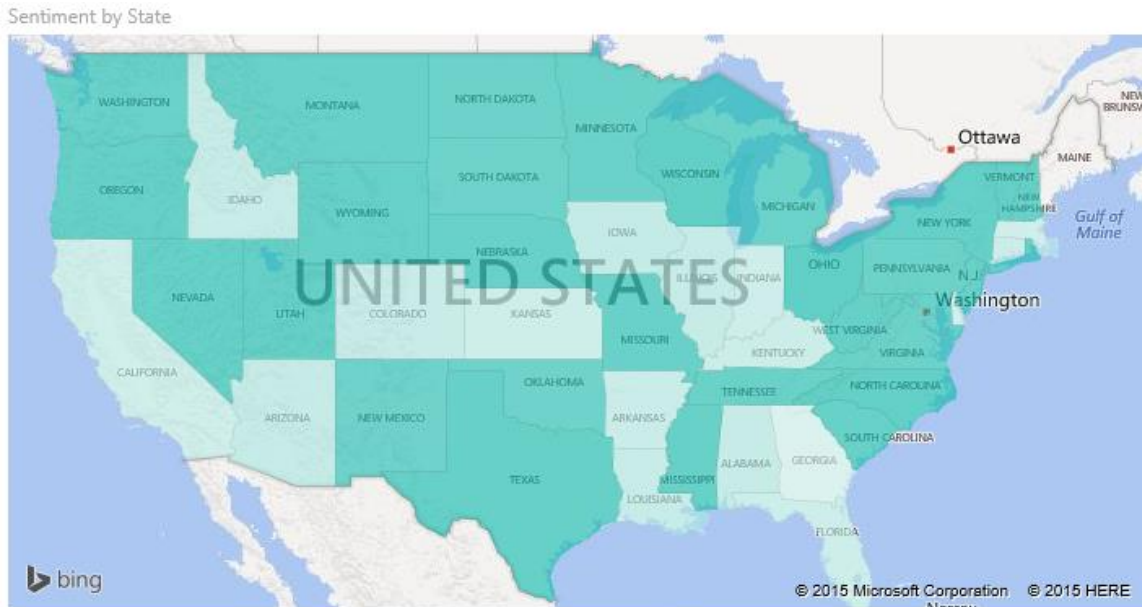 Sentiment by State
WASHINGTON
MONTANA
NORTH DAKOTA
MINNESOTA
Ottawa
NEW
BRUNSW
MAINE
VERMONT
NEW
HAMPSHIRE
OREGON
IDAHO
SOUTH DAKOTA
WISCONSIN
MICHIGAN
NEW YORK
Gulf of
Maine
WYOMING
IOWA
NEBRASKA
ILLINOIS
INDIANA
OHIO
PENNSYLVANIA
N.J.
UNITED STATES
NEVADA
UTAH
COLORADO
KANSAS
MISSOURI
WEST VIRGINIA
Washington
VIRGINIA
KENTUCKY
CALIFORNIA
ARIZONA
NEW MEXICO
OKLAHOMA
ARKANSAS
TENNESSEE
NORTH CAROLINA
SOUTH CAROLINA
TEXAS
LOUISIANA
MISSISSIPPI
ALABAMA
GEORGIA
FLORIDA
bing
© 2015 Microsoft Corporation © 2015 HERE